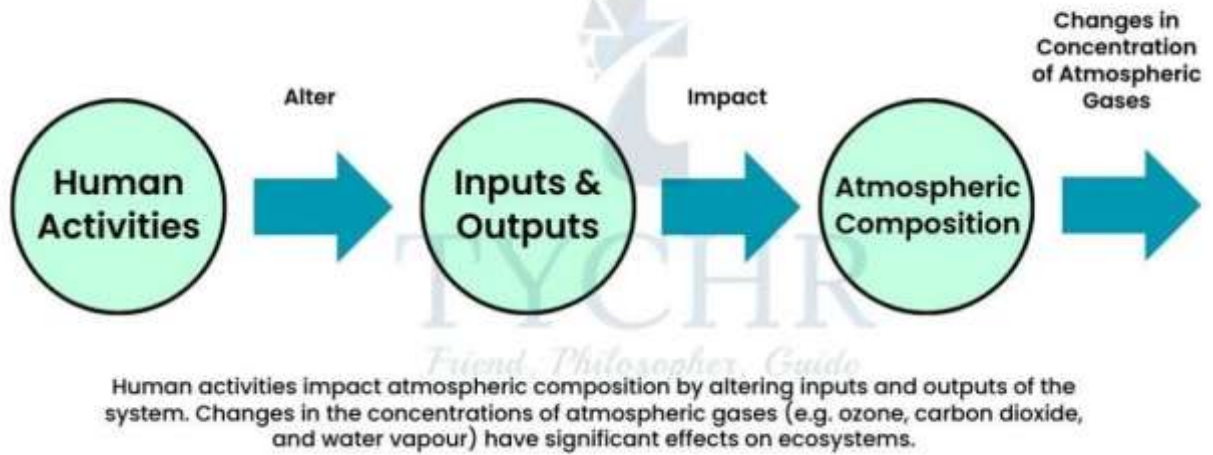 Changes in
Concentration
of Atmospheric
Gases
Alter
Impact
Human
Activities
Inputs &
Outputs
Atmospheric
Composition
TYCHR
Friend, Philosopher, Guide
Human activities impact atmospheric composition by altering inputs and outputs of the
system. Changes in the concentrations of atmospheric gases (e.g. ozone, carbon dioxide,
and water vapour) have significant effects on ecosystems.